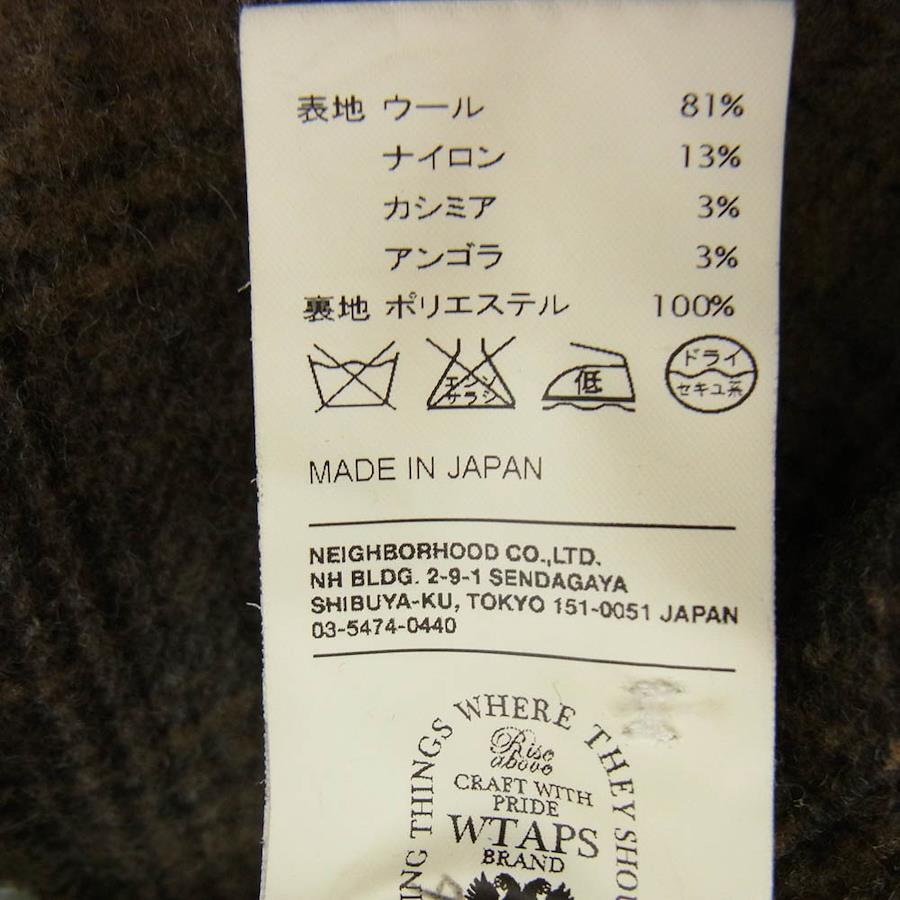 表地 ウール 81%
ナイロン 13%
カシミア 3%
アンゴラ 3%
裏地 ポリエステル 100%
エンソ
サラシ
低
ドライ
セキユ系
MADE IN JAPAN
NEIGHBORHOOD CO.,LTD.
NH BLDG. 2-9-1 SENDAGAYA
SHIBUYA-KU, TOKYO 151-0051 JAPAN
03-5474-0440
THINGS WHERE THEY
Rise
above
CRAFT WITH
PRIDE
WTAPS
BRAND